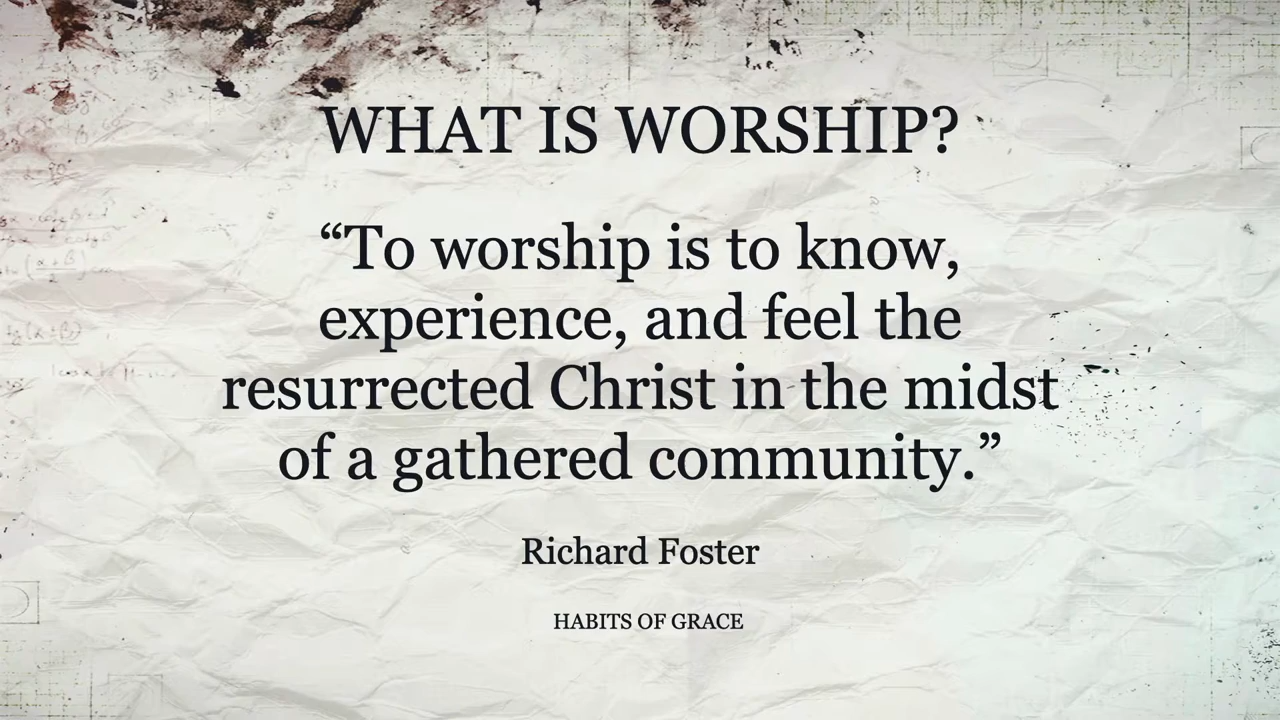 WHAT IS WORSHIP?
“To worship is to know,
experience, and feel the
resurrected Christ in the midst
of a gathered community.”
Richard Foster
HABITS OF GRACE